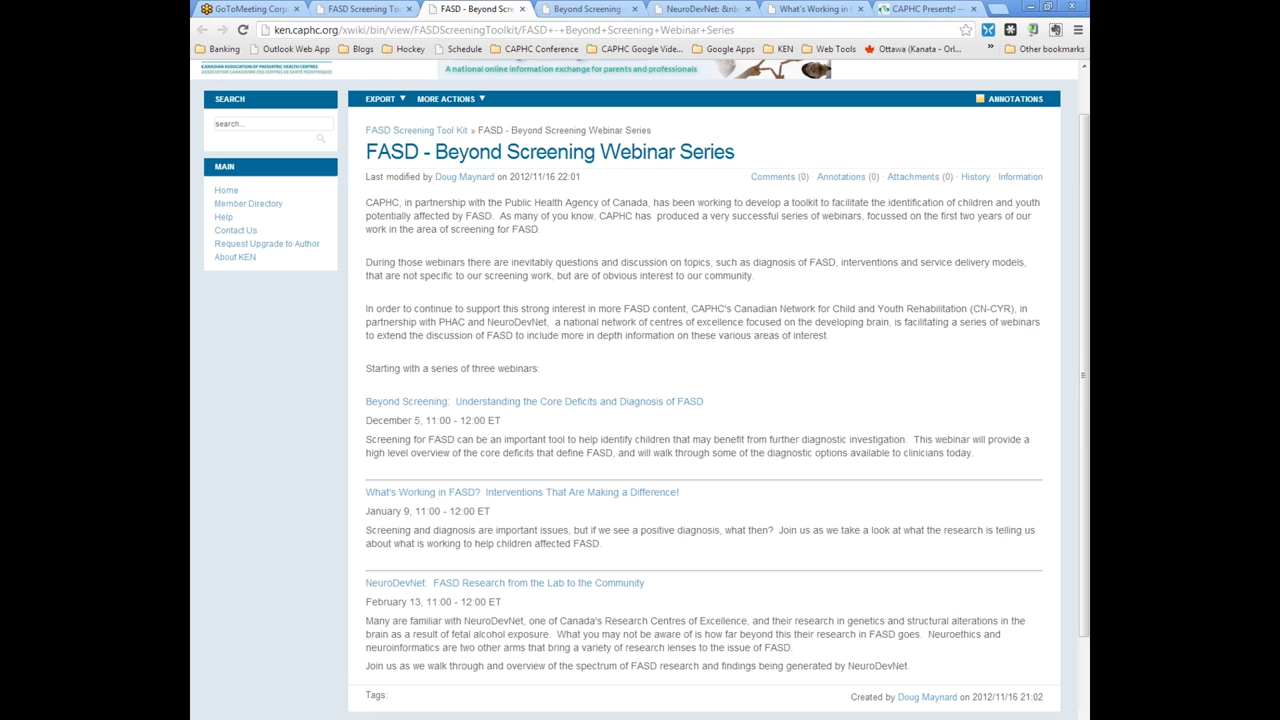 GoToMeeting Corp
FASD Screening Too
FASD - Beyond Scre
Beyond Screening -
NeuroDevNet: &nb
What's Working in
CAPHC Presents! —
ken.caphc.org/xwiki/bin/view/FASDScreeningToolkit/FASD+-+Beyond+Screening+Webinar+Series
Banking
Outlook Web App
Blogs
Hockey
Schedule
CAPHC Conference
CAPHC Google Vide...
Google Apps
KEN
Web Tools
Ottawa (Kanata - Orl...
»
Other bookmarks
CANADIAN ASSOCIATION OF PAEDIATRIC HEALTH CENTRES
ASSOCIATION CANADIENNE DES CENTRES DE SANTÉ PÉDIATRIQUES
A national online information exchange for parents and professionals
SEARCH
search...
MAIN
Home
Member Directory
Help
Contact Us
Request Upgrade to Author
About KEN
EXPORT
MORE ACTIONS
ANNOTATIONS
FASD Screening Tool Kit » FASD - Beyond Screening Webinar Series
FASD - Beyond Screening Webinar Series
Last modified by Doug Maynard on 2012/11/16 22:01
Comments (0) · Annotations (0) · Attachments (0) · History · Information
CAPHC, in partnership with the Public Health Agency of Canada, has been working to develop a toolkit to facilitate the identification of children and youth
potentially affected by FASD. As many of you know, CAPHC has produced a very successful series of webinars, focussed on the first two years of our
work in the area of screening for FASD.
During those webinars there are inevitably questions and discussion on topics, such as diagnosis of FASD, interventions and service delivery models,
that are not specific to our screening work, but are of obvious interest to our community.
In order to continue to support this strong interest in more FASD content, CAPHC's Canadian Network for Child and Youth Rehabilitation (CN-CYR), in
partnership with PHAC and NeuroDevNet, a national network of centres of excellence focused on the developing brain, is facilitating a series of webinars
to extend the discussion of FASD to include more in depth information on these various areas of interest.
Starting with a series of three webinars:
Beyond Screening: Understanding the Core Deficits and Diagnosis of FASD
December 5, 11:00 - 12:00 ET
Screening for FASD can be an important tool to help identify children that may benefit from further diagnostic investigation. This webinar will provide a
high level overview of the core deficits that define FASD, and will walk through some of the diagnostic options available to clinicians today.
What's Working in FASD? Interventions That Are Making a Difference!
January 9, 11:00 - 12:00 ET
Screening and diagnosis are important issues, but if we see a positive diagnosis, what then? Join us as we take a look at what the research is telling us
about what is working to help children affected FASD.
NeuroDevNet: FASD Research from the Lab to the Community
February 13, 11:00 - 12:00 ET
Many are familiar with NeuroDevNet, one of Canada's Research Centres of Excellence, and their research in genetics and structural alterations in the
brain as a result of fetal alcohol exposure. What you may not be aware of is how far beyond this their research in FASD goes. Neuroethics and
neuroinformatics are two other arms that bring a variety of research lenses to the issue of FASD.
Join us as we walk through and overview of the spectrum of FASD research and findings being generated by NeuroDevNet.
Tags:
Created by Doug Maynard on 2012/11/16 21:02